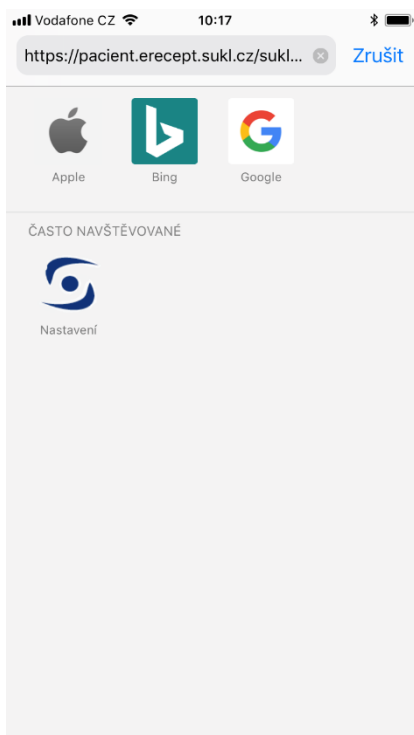 Vodafone CZ 10:17
https://pacient.erecept.sukl.cz/sukl... Zrušit
Apple Bing Google
ČASTO NAVŠTĚVOVANÉ
Nastavení